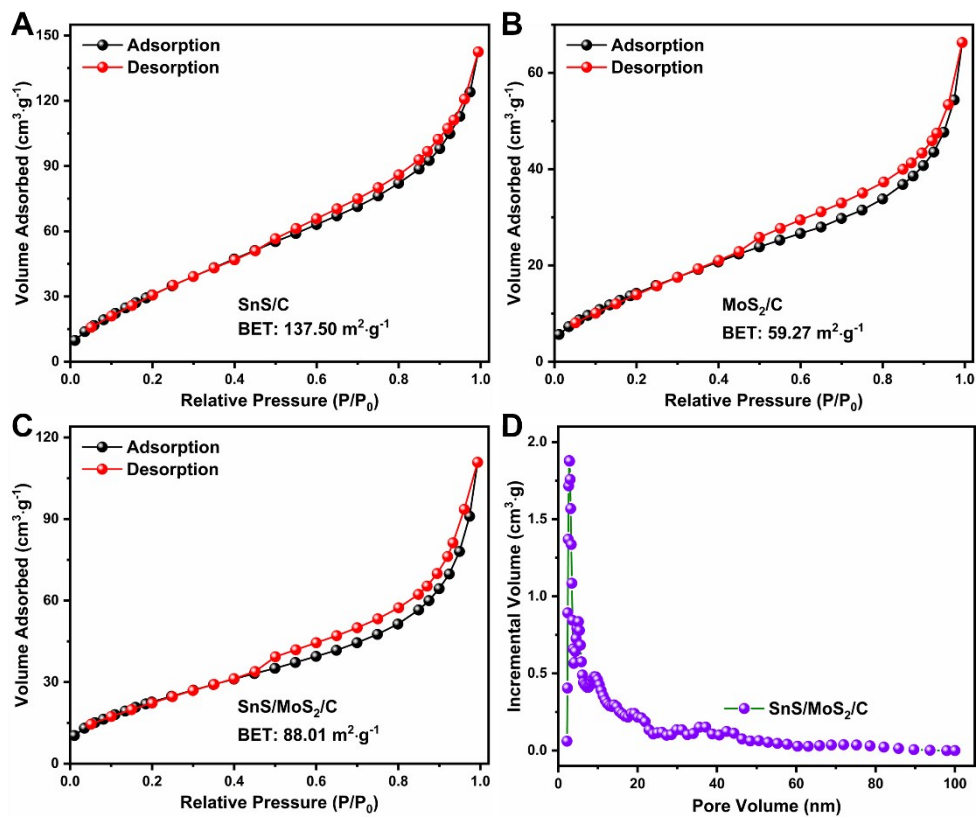 A
150
120
90
60
30
0
Volume Adsorbed (cm³·g⁻¹)
Adsorption
Desorption
SnS/C
BET: 137.50 m²·g⁻¹
0.0 0.2 0.4 0.6 0.8 1.0
Relative Pressure (P/P₀)
B
60
40
20
0
Volume Adsorbed (cm³·g⁻¹)
Adsorption
Desorption
MoS₂/C
BET: 59.27 m²·g⁻¹
0.0 0.2 0.4 0.6 0.8 1.0
Relative Pressure (P/P₀)
C
120
90
60
30
0
Volume Adsorbed (cm³·g⁻¹)
Adsorption
Desorption
SnS/MoS₂/C
BET: 88.01 m²·g⁻¹
0.0 0.2 0.4 0.6 0.8 1.0
Relative Pressure (P/P₀)
D
2.0
1.5
1.0
0.5
0.0
Incremental Volume (cm³·g)
SnS/MoS₂/C
0 20 40 60 80 100
Pore Volume (nm)